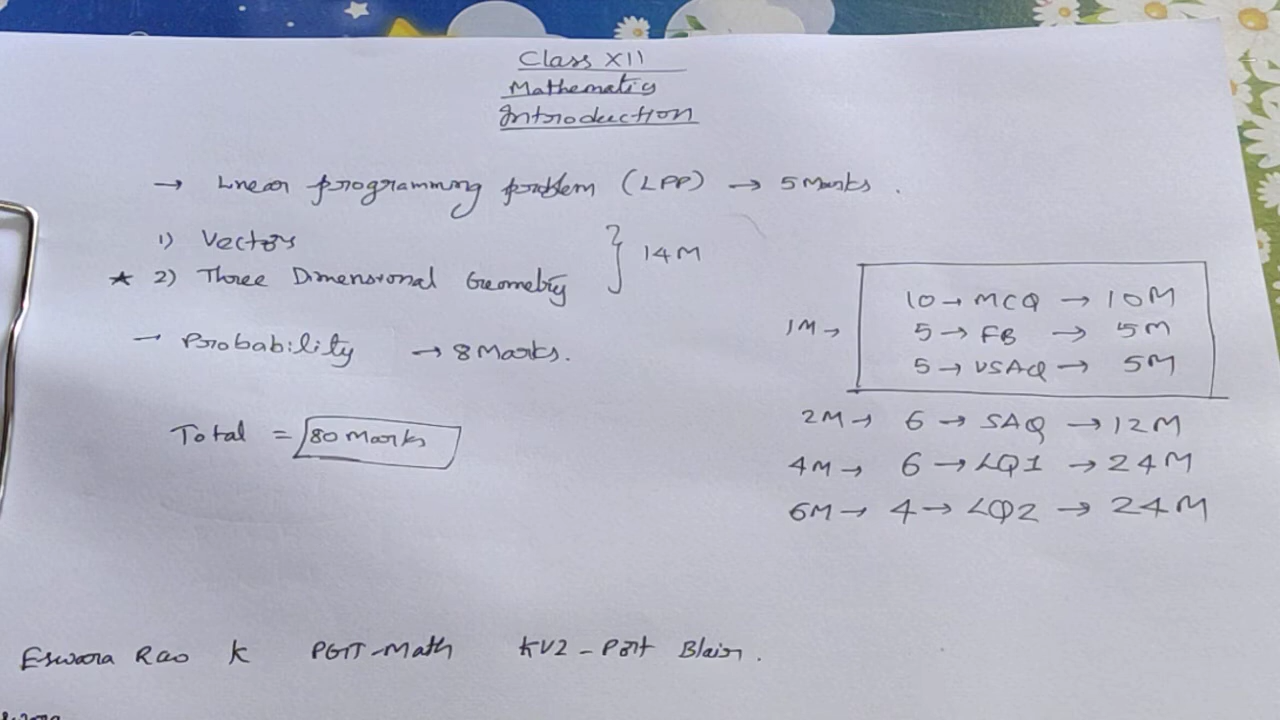 Class XII
Mathematics
Introduction
→ Linear programming problem (LPP) → 5 Marks.
1) Vectors
★ 2) Three Dimensional Geometry } 14M
→ Probability → 8 Marks.
Total = 80 Marks
1M → 10 → MCQ → 10M
5 → FB → 5M
5 → VSAQ → 5M
2M → 6 → SAQ → 12M
4M → 6 → LQ1 → 24M
6M → 4 → LQ2 → 24M
Eswara Rao K PGT-Math KV2 - Port Blair.